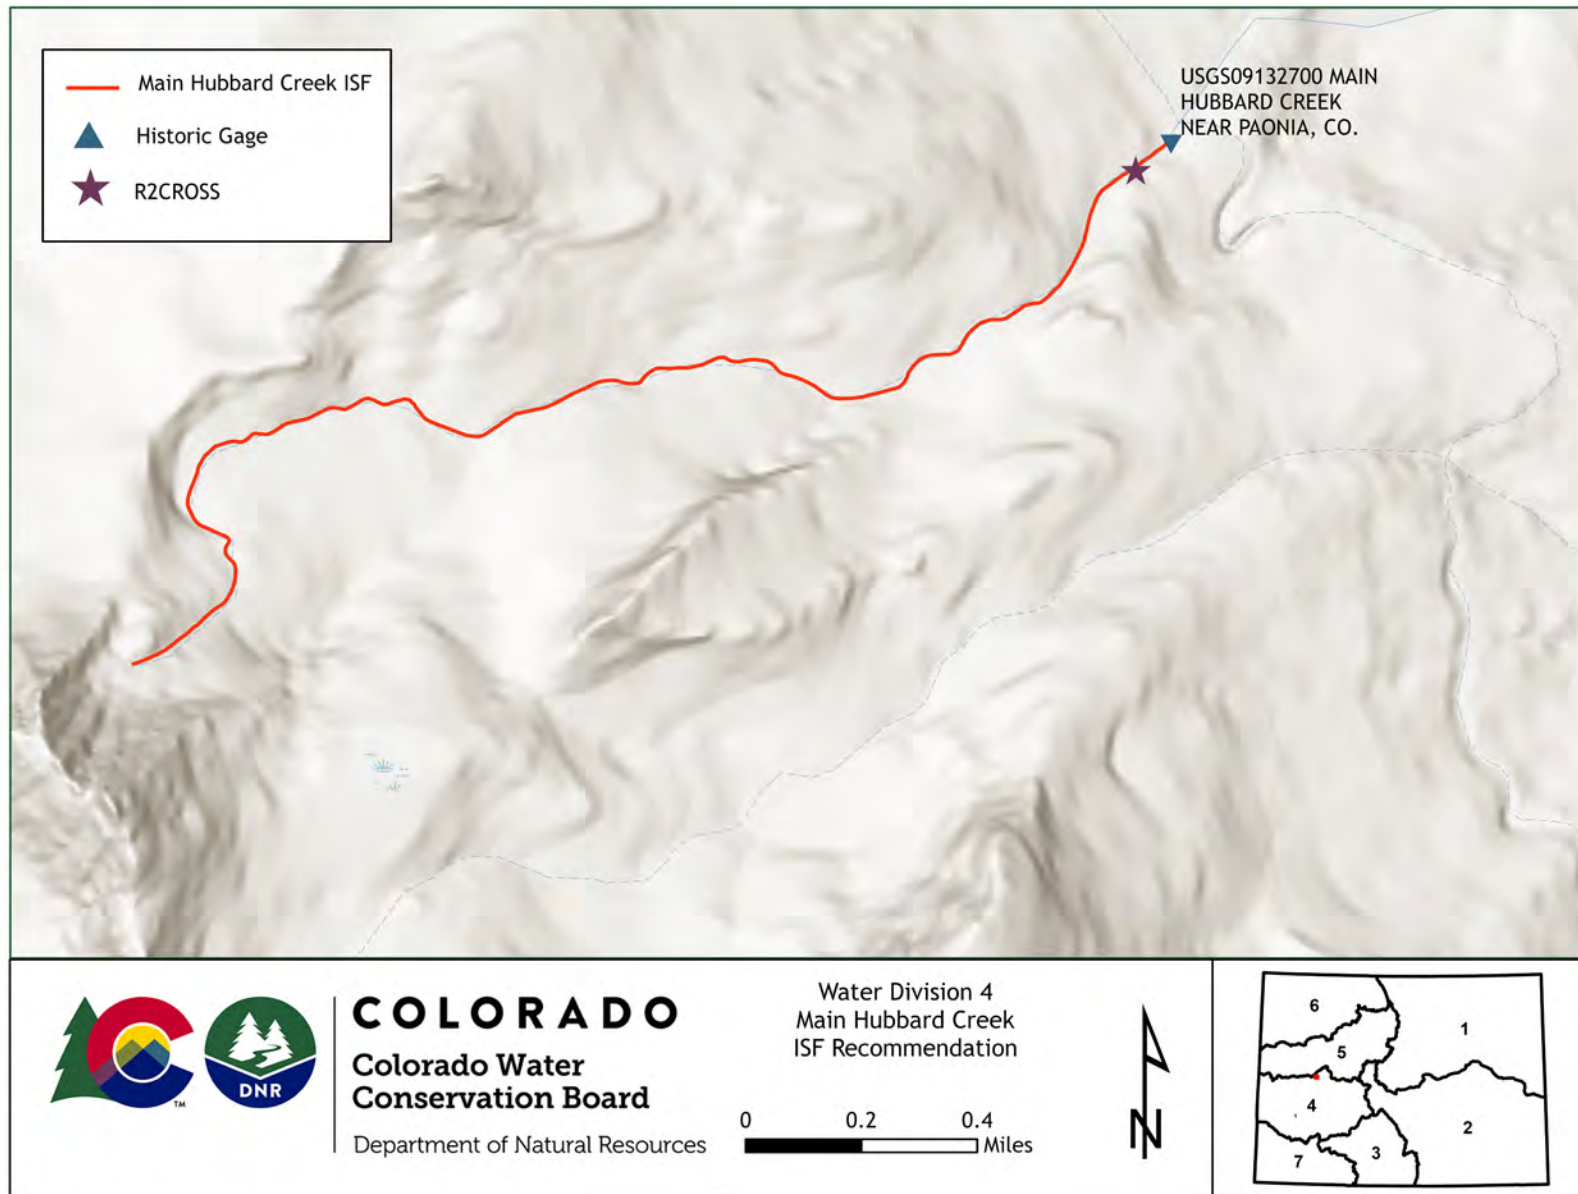 Main Hubbard Creek ISF
Historic Gage
R2CROSS
USGS09132700 MAIN
HUBBARD CREEK
NEAR PAONIA, CO.
TM
DNR
COLORADO
Colorado Water
Conservation Board
Department of Natural Resources
Water Division 4
Main Hubbard Creek
ISF Recommendation
0 0.2 0.4
Miles
N
6
1
5
4
2
3
7